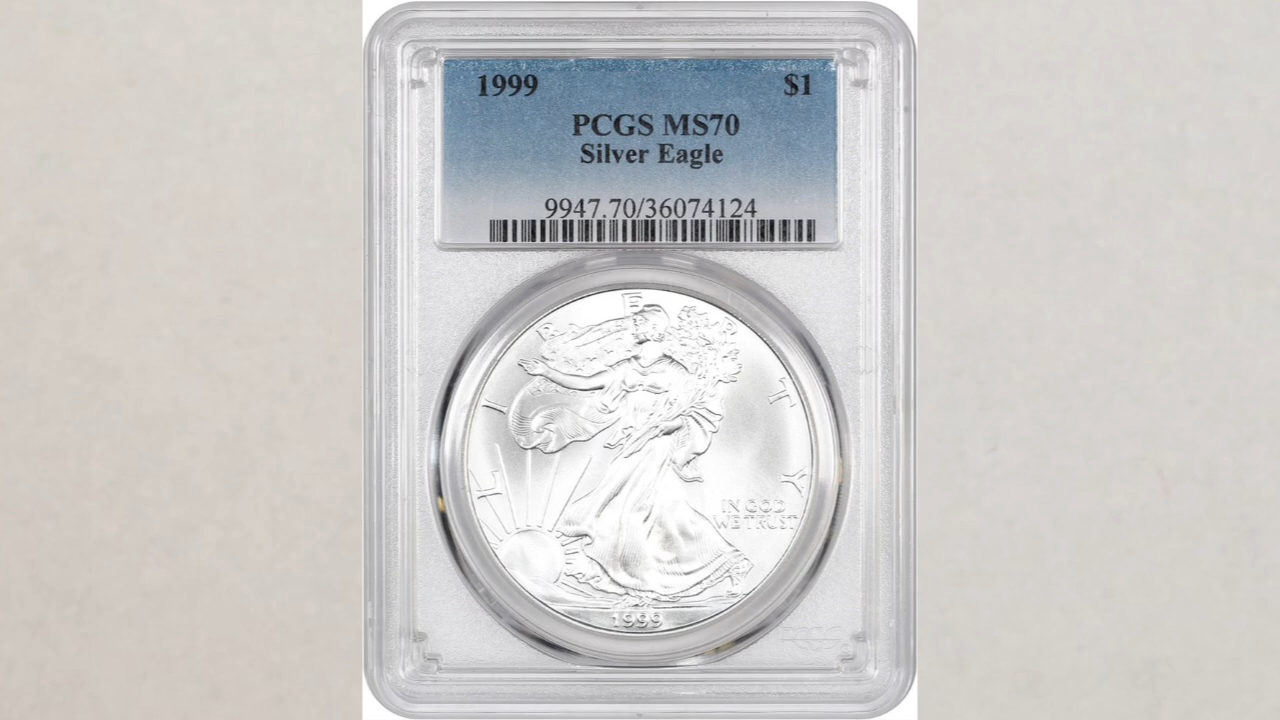 1999 $1
PCGS MS70
Silver Eagle
9947.70/36074124
LIBERTY
IN GOD
WE TRUST
1999